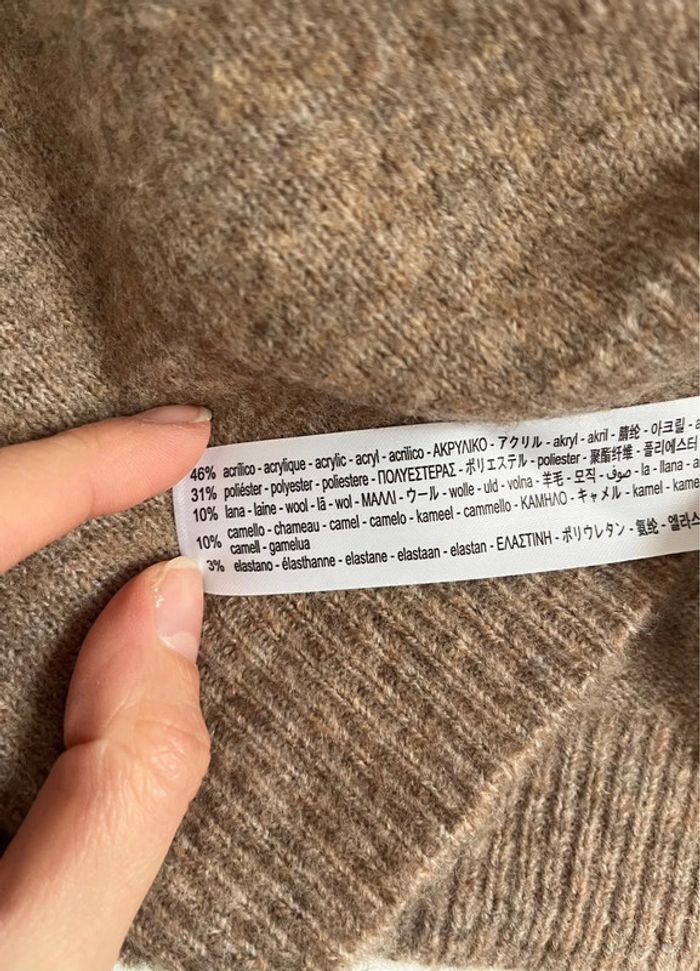 46% acrílico - acrylique - acrylic - acryl - acrilico - ΑΚΡΥΛΙΚΟ - アクリル - akryl - akril - 腈纶 - 아크릴 -
31% poliéster - polyester - poliestere - ΠΟΛΥΕΣΤΕΡΑΣ - ポリエステル - poliester - 聚酯纤维 - 폴리에스터
10% lana - laine - wool - lã - wol - ΜΑΛΛΙ - ウール - wolle - uld - volna - 羊毛 - 모직 - صوف - la - llana -
10% camello - chameau - camel - camelo - kameel - cammello - ΚΑΜΗΛΟ - キャメル - kamel -
camell - gamelua
3% elastano - élasthanne - elastane - elastaan - elastan - ΕΛΑΣΤΙΝΗ - ポリウレタン - 氨纶 -